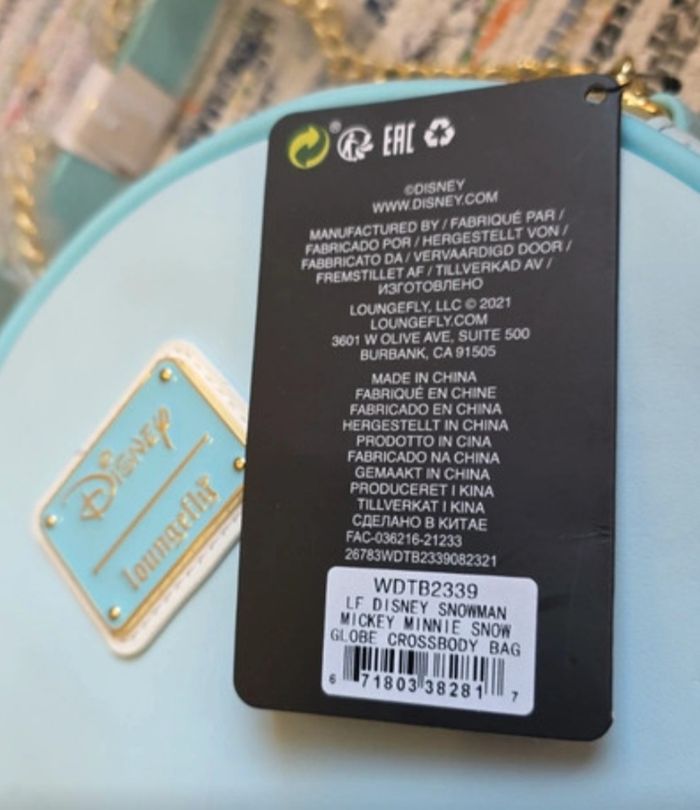 EAC
©DISNEY
WWW.DISNEY.COM
MANUFACTURED BY / FABRIQUÉ PAR /
FABRICADO POR / HERGESTELLT VON /
FABBRICATO DA / VERVAARDIGD DOOR /
FREMSTILLET AF / TILLVERKAD AV /
ИЗГОТОВЛЕНО
LOUNGEFLY, LLC © 2021
LOUNGEFLY.COM
3601 W OLIVE AVE, SUITE 500
BURBANK, CA 91505
MADE IN CHINA
FABRIQUÉ EN CHINE
FABRICADO EN CHINA
HERGESTELLT IN CHINA
PRODOTTO IN CINA
FABRICADO NA CHINA
GEMAAKT IN CHINA
PRODUCERET I KINA
TILLVERKAT I KINA
СДЕЛАНО В КИТАЕ
FAC-036216-21233
26783WDTB2339082321
WDTB2339
LF DISNEY SNOWMAN
MICKEY MINNIE SNOW
GLOBE CROSSBODY BAG
6 71803 38281 7
Disney
Loungefly